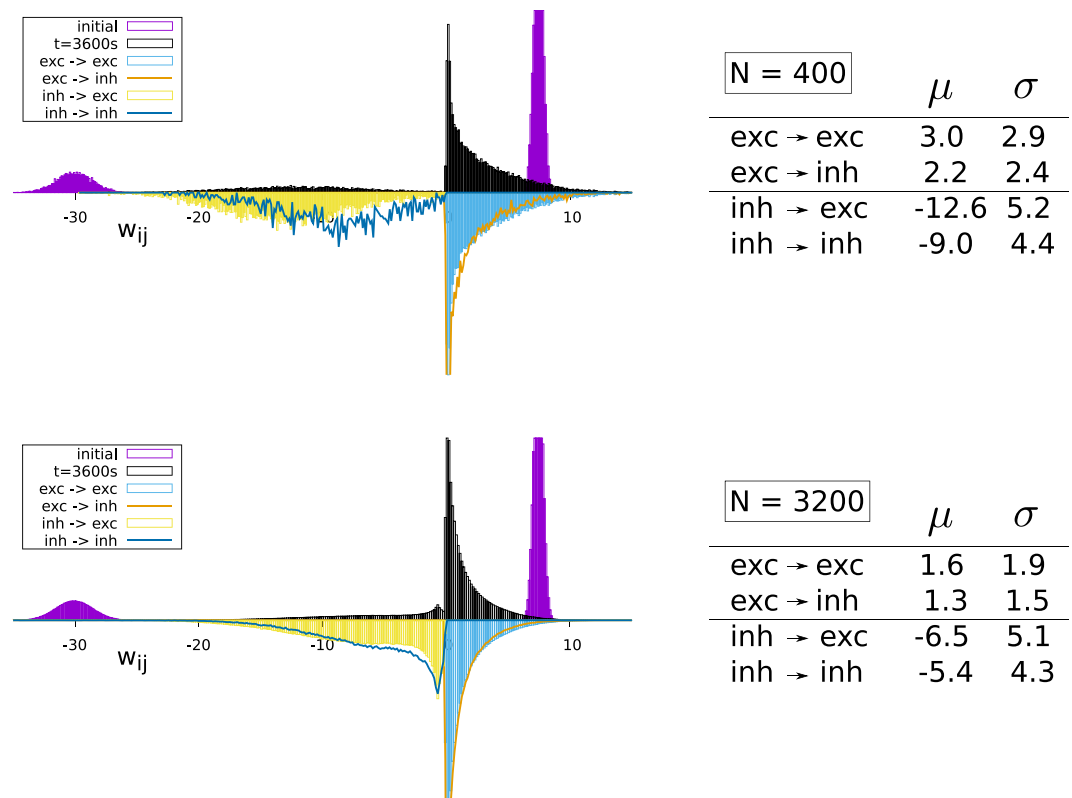 initial
t=3600s
exc -> exc
exc -> inh
inh -> exc
inh -> inh
-30 -20 -10 0 10
wij
N = 400
μ σ
exc → exc 3.0 2.9
exc → inh 2.2 2.4
inh → exc -12.6 5.2
inh → inh -9.0 4.4
initial
t=3600s
exc -> exc
exc -> inh
inh -> exc
inh -> inh
-30 -20 -10 0 10
wij
N = 3200
μ σ
exc → exc 1.6 1.9
exc → inh 1.3 1.5
inh → exc -6.5 5.1
inh → inh -5.4 4.3